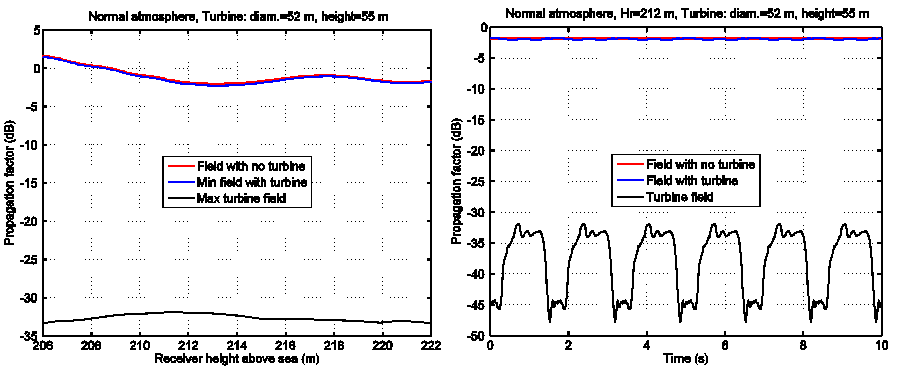 Normal atmosphere, Turbine: diam.=52 m, height=55 m
5
0
-5
-10
-15
-20
-25
-30
-35
Propagation factor (dB)
Field with no turbine
Min field with turbine
Max turbine field
206 208 210 212 214 216 218 220 222
Receiver height above sea (m)
Normal atmosphere, Hr=212 m, Turbine: diam.=52 m, height=55 m
0
-5
-10
-15
-20
-25
-30
-35
-40
-45
-50
Propagation factor (dB)
Field with no turbine
Field with turbine
Turbine field
0 2 4 6 8 10
Time (s)